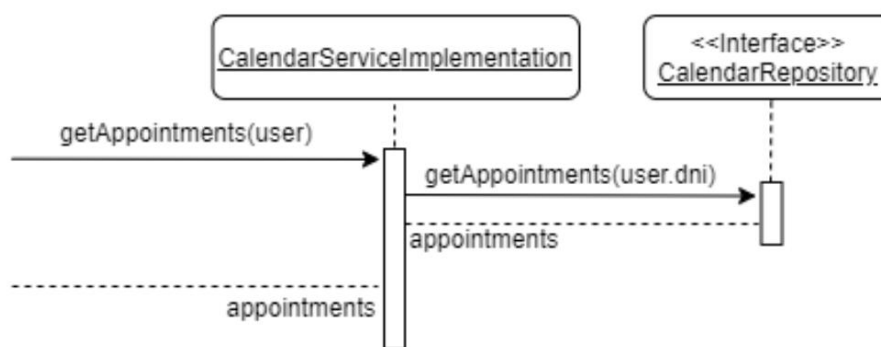 CalendarServiceImplementation
<<Interface>>
CalendarRepository
getAppointments(user)
getAppointments(user.dni)
appointments
appointments